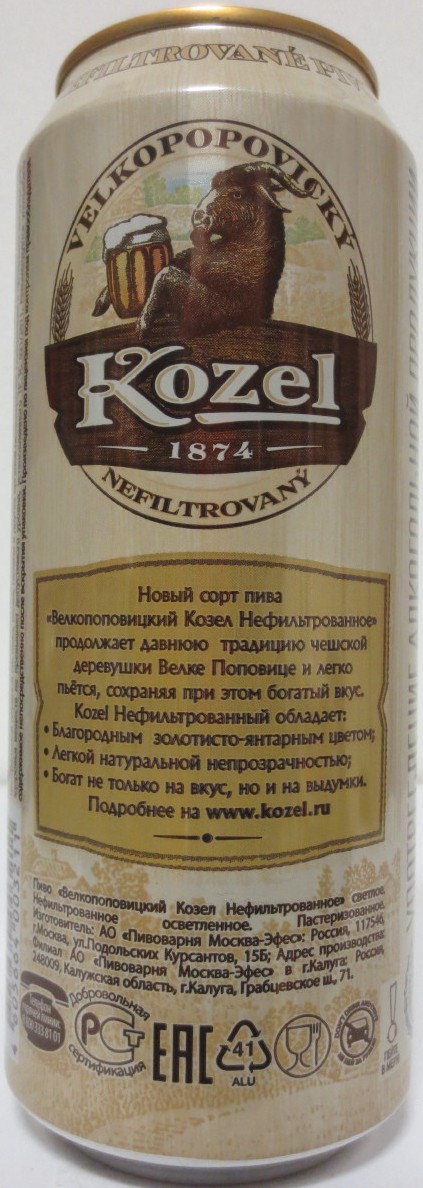 NEFILTROVANÉ PIV
VELKOPOPOVICKÝ
Kozel
1874
NEFILTROVANÝ
Новый сорт пива
«Велкопоповицкий Козел Нефильтрованное»
продолжает давнюю традицию чешской
деревушки Велке Поповице и легко
пьётся, сохраняя при этом богатый вкус.
Kozel Нефильтрованный обладает:
• Благородным золотисто-янтарным цветом;
• Легкой натуральной непрозрачностью;
• Богат не только на вкус, но и на выдумки.
Подробнее на www.kozel.ru
Пиво «Велкопоповицкий Козел Нефильтрованное» светлое.
Нефильтрованное осветленное. Пастеризованное.
Изготовитель: АО «Пивоварня Москва-Эфес»: Россия, 117546,
г.Москва, ул.Подольских Курсантов, 15Б; Адрес производства:
Филиал АО «Пивоварня Москва-Эфес» в г.Калуга: Россия,
248009, Калужская область, г.Калуга, Грабцевское ш., 71.
Добровольная
сертификация
РСТ
ЕАС
41
ALU